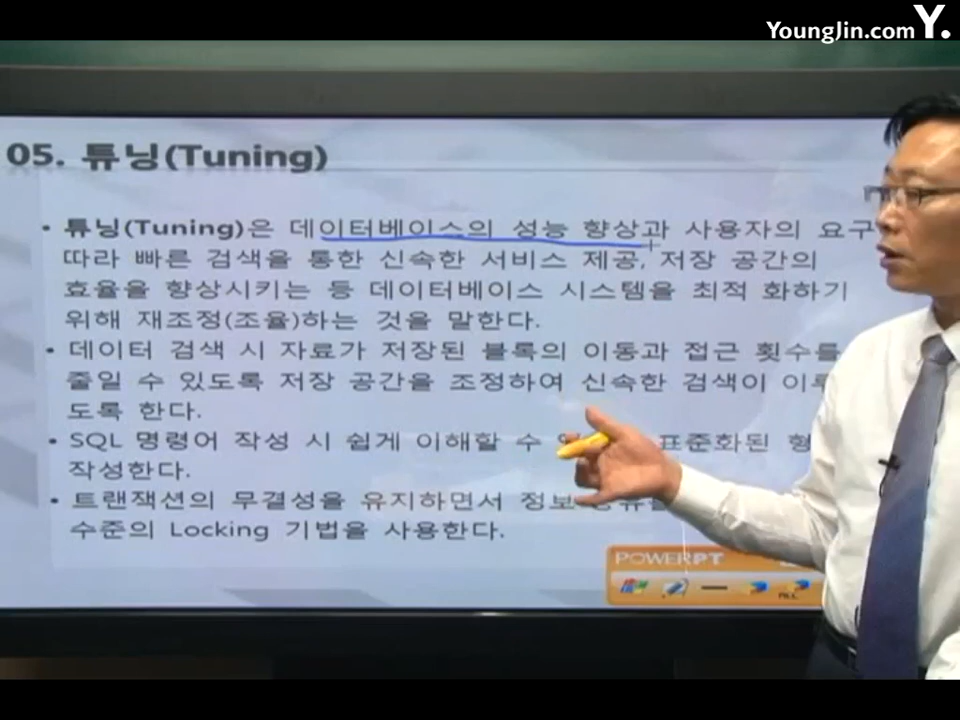 YoungJin.com Y.
05. 튜닝(Tuning)
• 튜닝(Tuning)은 데이터베이스의 성능 향상과 사용자의 요구
따라 빠른 검색을 통한 신속한 서비스 제공, 저장 공간의
효율을 향상시키는 등 데이터베이스 시스템을 최적 화하기
위해 재조정(조율)하는 것을 말한다.
• 데이터 검색 시 자료가 저장된 블록의 이동과 접근 횟수를
줄일 수 있도록 저장 공간을 조정하여 신속한 검색이
도록 한다.
• SQL 명령어 작성 시 쉽게 이해할 수 표준화된
작성한다.
• 트랜잭션의 무결성을 유지하면서 정보
수준의 Locking 기법을 사용한다.
POWERPT